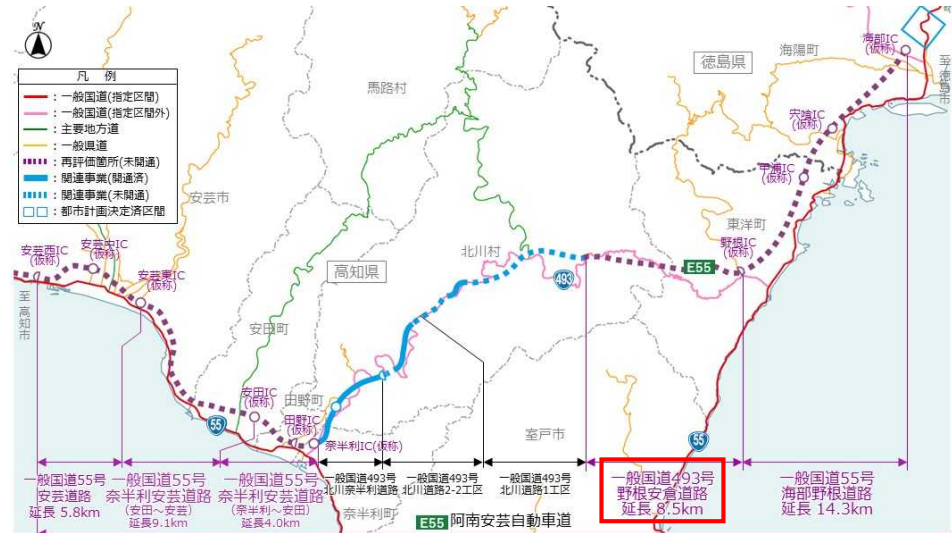 N
凡 例
：一般国道(指定区間)
：一般国道(指定区間外)
：主要地方道
：一般県道
：再評価箇所(未開通)
：関連事業(開通済)
：関連事業(未開通)
：都市計画決定済区間
馬路村
徳島県
海陽町
海部IC
(仮称)
至 徳島市
宍喰IC
(仮称)
甲浦IC
(仮称)
東洋町
野根IC
(仮称)
E55
安芸市
安芸西IC
(仮称)
安芸中IC
(仮称)
安芸東IC
(仮称)
至 高知市
高知県
北川村
493
安田町
安田IC
(仮称)
田野町
田野IC
(仮称)
奈半利IC(仮称)
55
室戸市
55
奈半利町
一般国道55号
安芸道路
延長 5.8km
一般国道55号
奈半利安芸道路
(安田～安芸)
延長9.1km
一般国道55号
奈半利安芸道路
(奈半利～安田)
延長4.0km
一般国道493号
北川奈半利道路
一般国道493号
北川道路2-2工区
一般国道493号
北川道路1工区
一般国道493号
野根安倉道路
延長 8.5km
一般国道55号
海部野根道路
延長 14.3km
E55 阿南安芸自動車道